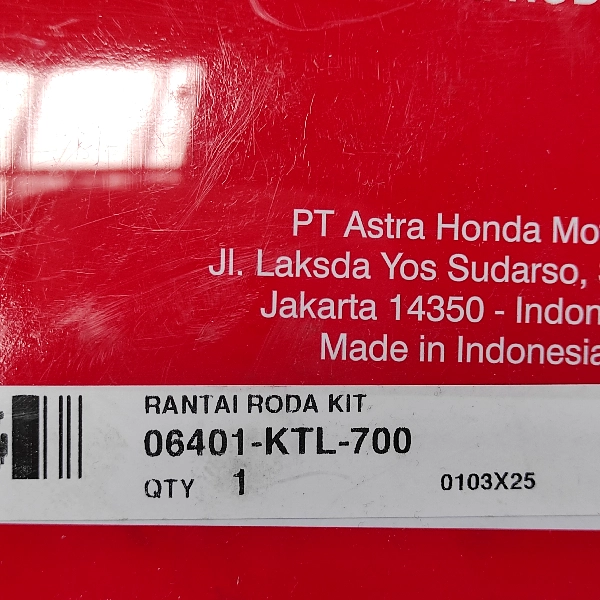 PT Astra Honda Mo
Jl. Laksda Yos Sudarso,
Jakarta 14350 - Indon
Made in Indonesia
RANTAI RODA KIT
06401-KTL-700
QTY 1 0103X25